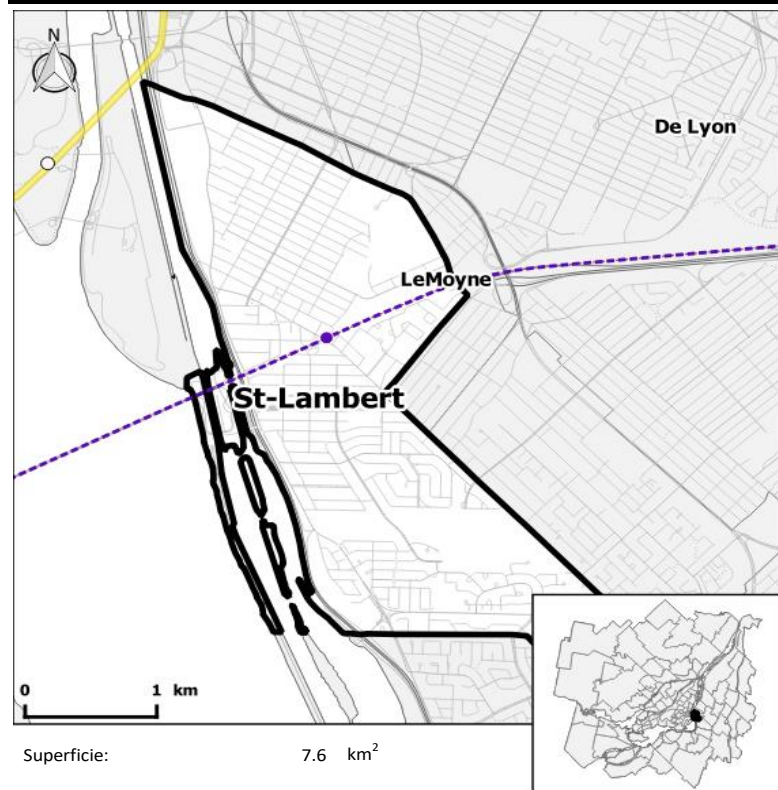 N
De Lyon
LeMoyne
St-Lambert
0 1 km
Superficie: 7.6 km²